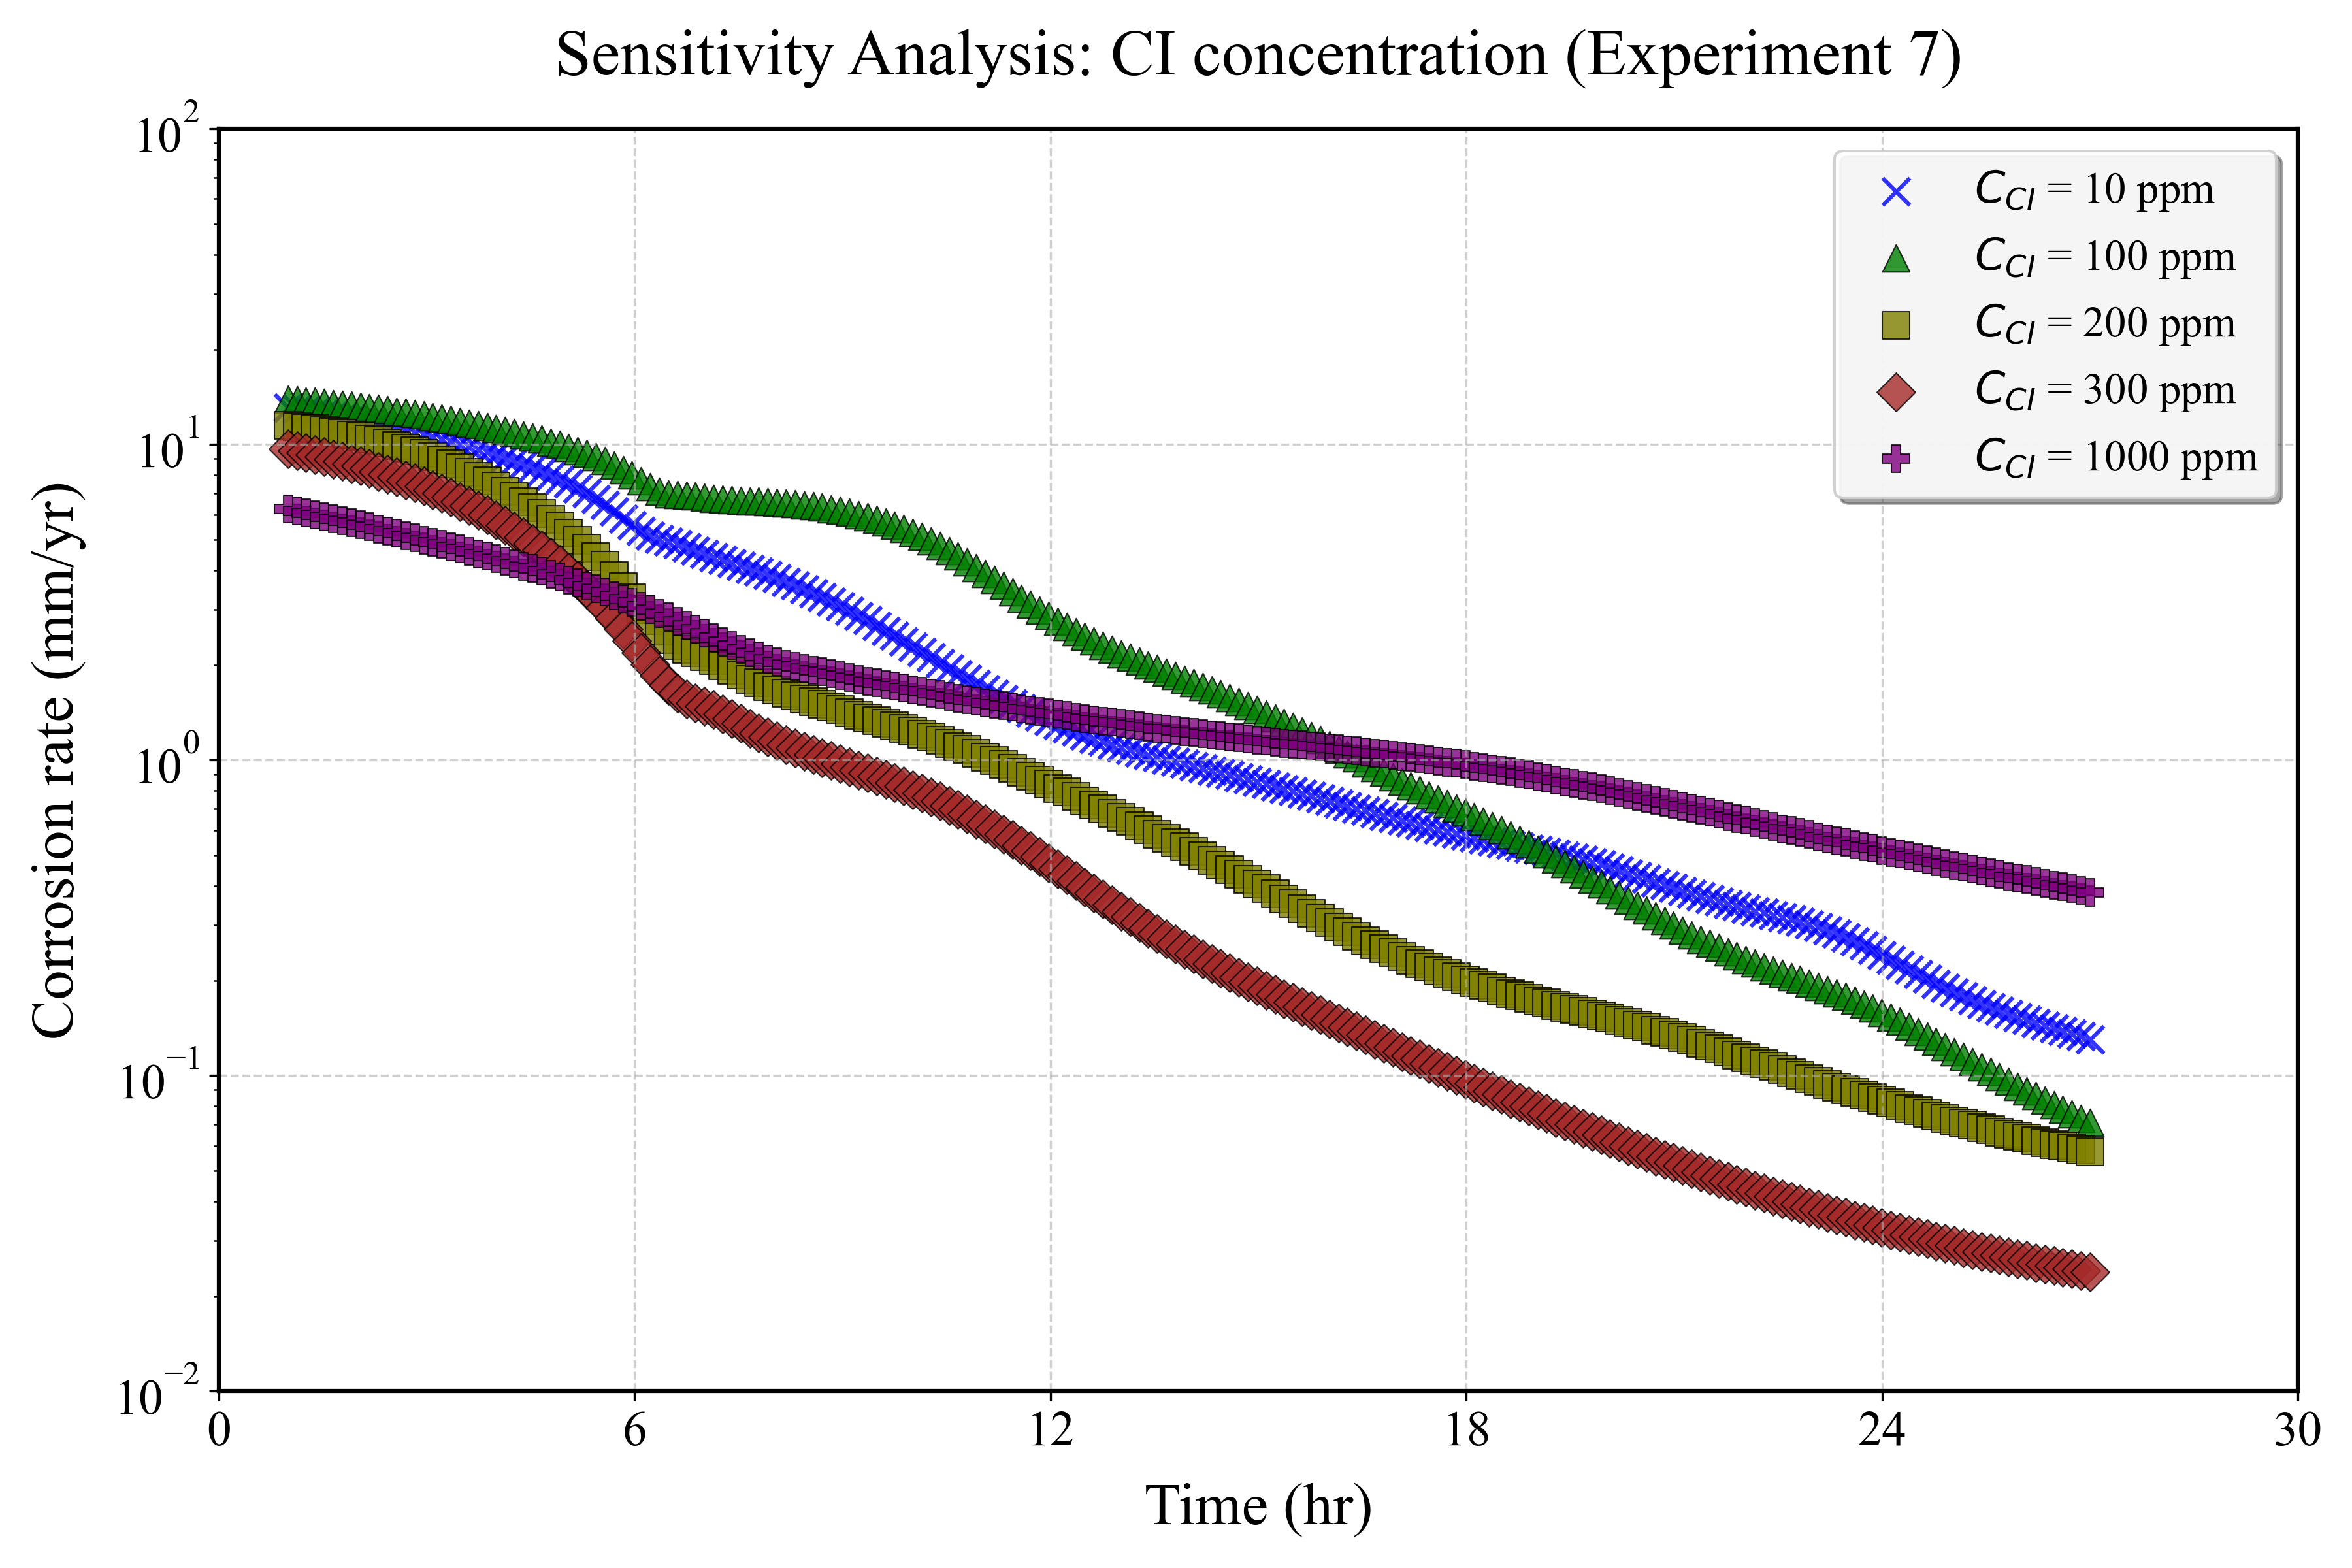 Sensitivity Analysis: CI concentration (Experiment 7)
10^2
10^1
10^0
10^−1
10^−2
Corrosion rate (mm/yr)
C_CI = 10 ppm
C_CI = 100 ppm
C_CI = 200 ppm
C_CI = 300 ppm
C_CI = 1000 ppm
0 6 12 18 24 30
Time (hr)